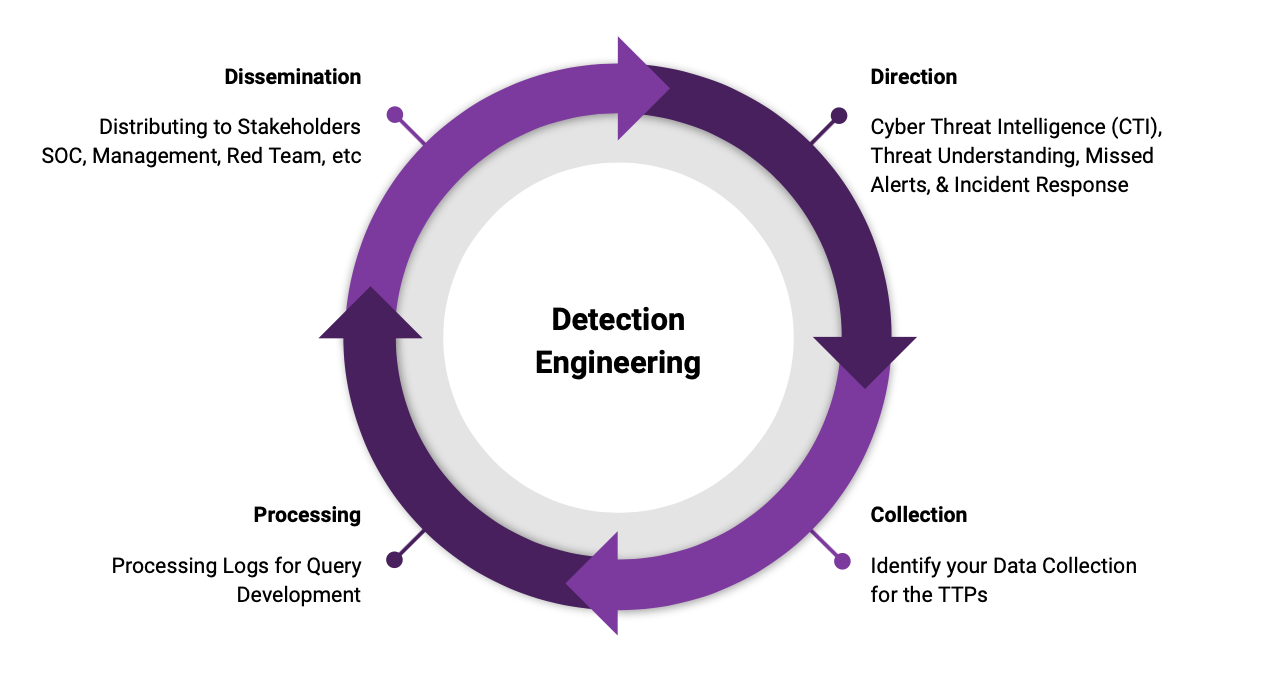 Dissemination
Distributing to Stakeholders
SOC, Management, Red Team, etc
Direction
Cyber Threat Intelligence (CTI),
Threat Understanding, Missed
Alerts, & Incident Response
Detection
Engineering
Processing
Processing Logs for Query
Development
Collection
Identify your Data Collection
for the TTPs